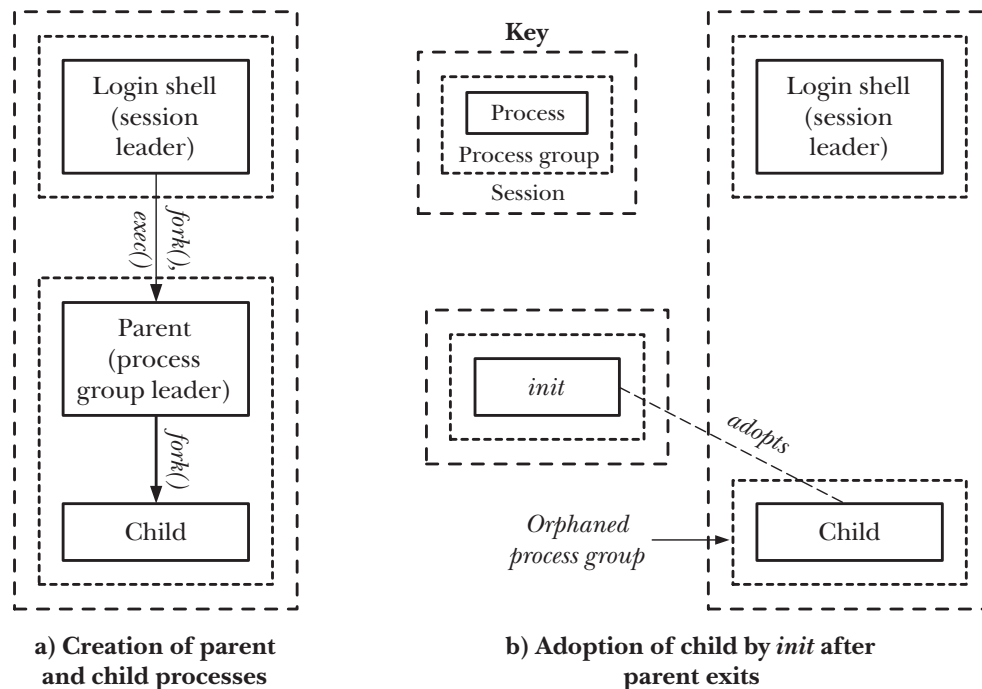 Login shell
(session
leader)
fork(),
exec()
Parent
(process
group leader)
fork()
Child
a) Creation of parent
and child processes
Key
Process
Process group
Session
Login shell
(session
leader)
init
adopts
Orphaned
process group
Child
b) Adoption of child by init after
parent exits